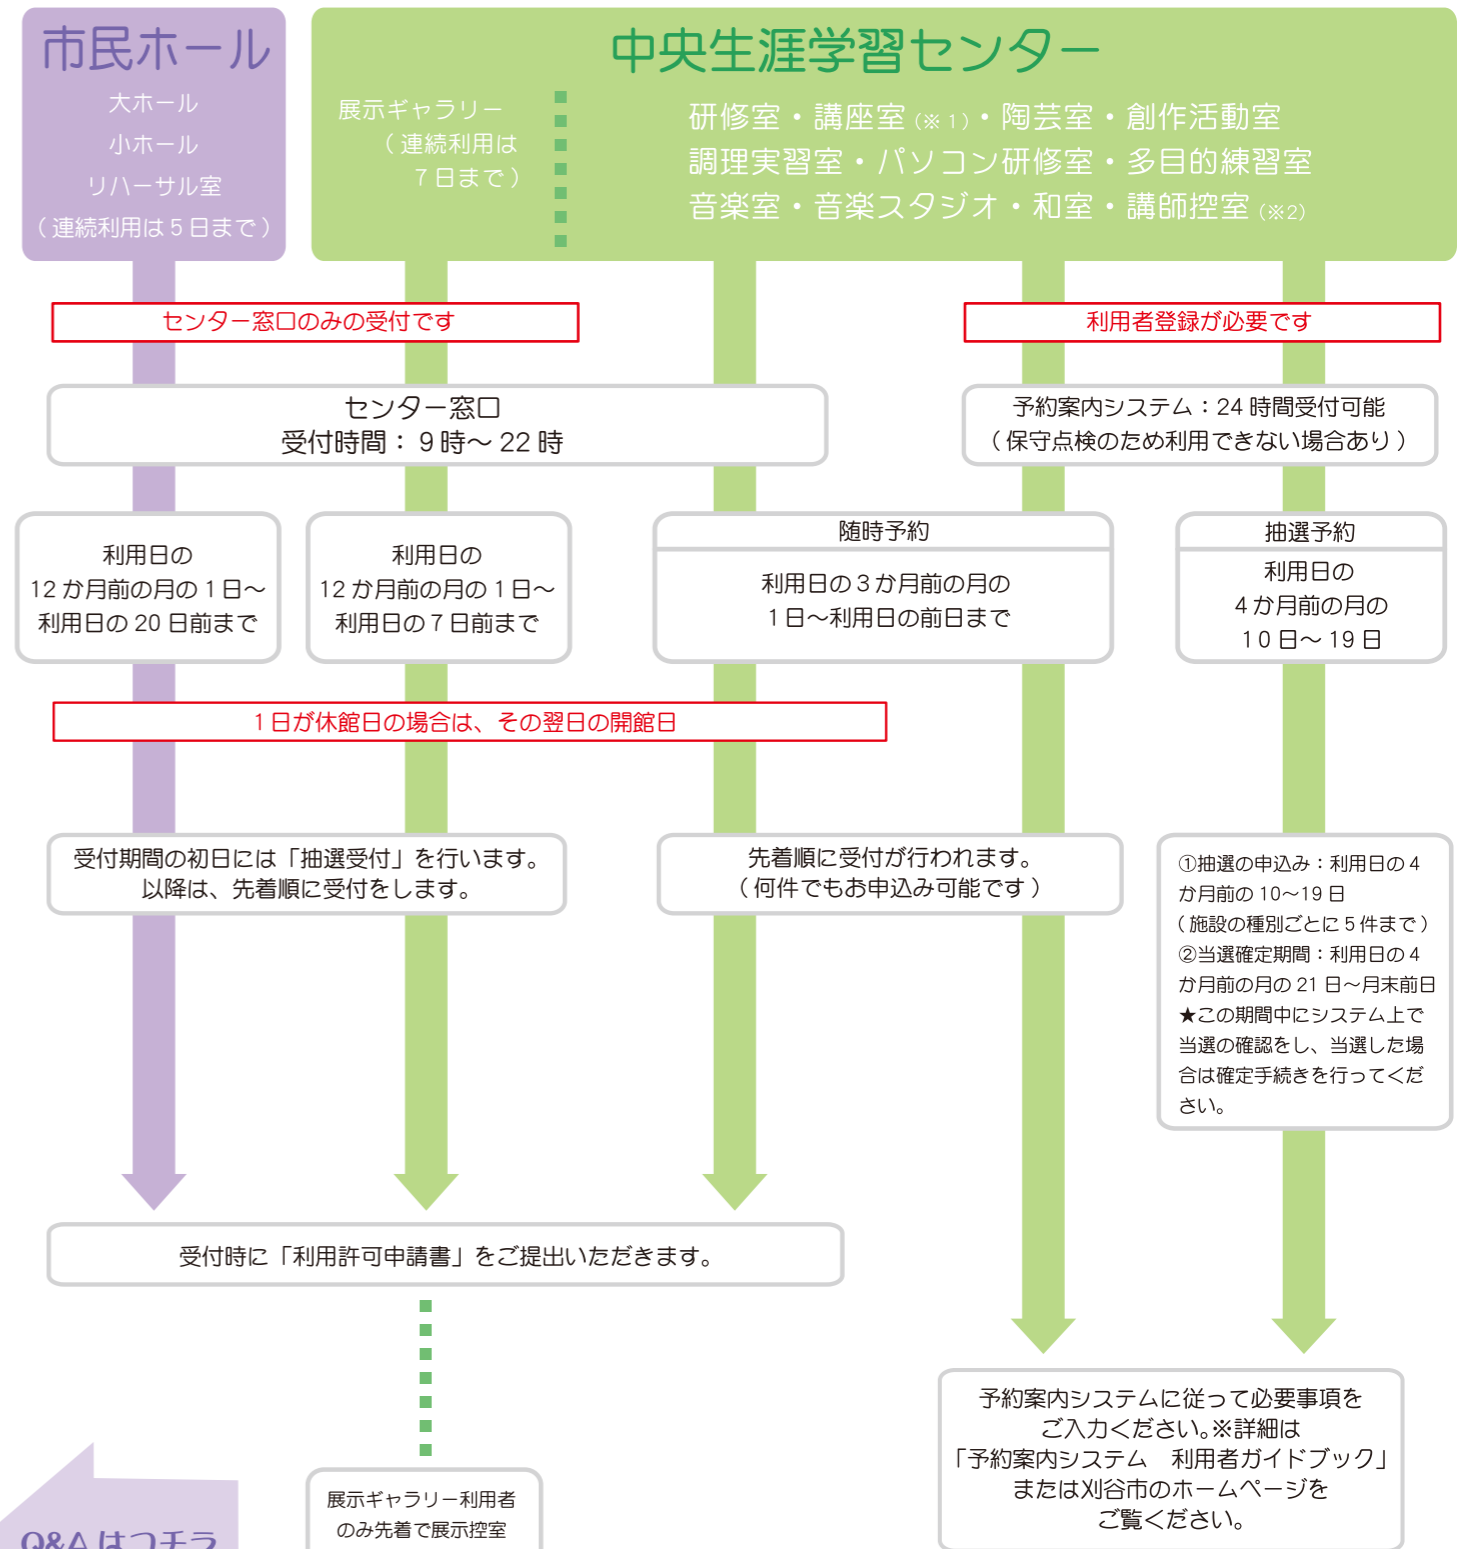 市民ホール
大ホール
小ホール
リハーサル室
（連続利用は５日まで）
中央生涯学習センター
展示ギャラリー
（連続利用は
７日まで）
研修室・講座室（※１）・陶芸室・創作活動室
調理実習室・パソコン研修室・多目的練習室
音楽室・音楽スタジオ・和室・講師控室（※2）
センター窓口のみの受付です
利用者登録が必要です
センター窓口
受付時間：９時～22時
予約案内システム：24時間受付可能
（保守点検のため利用できない場合あり）
利用日の
12か月前の月の１日～
利用日の20日前まで
利用日の
12か月前の月の１日～
利用日の７日前まで
随時予約
利用日の３か月前の月の
１日～利用日の前日まで
抽選予約
利用日の
４か月前の月の
10日～19日
１日が休館日の場合は、その翌日の開館日
受付期間の初日には「抽選受付」を行います。
以降は、先着順に受付をします。
先着順に受付が行われます。
（何件でもお申込み可能です）
①抽選の申込み：利用日の４
か月前の10～19日
（施設の種別ごとに５件まで）
②当選確定期間：利用日の４
か月前の月の21日～月末前日
★この期間中にシステム上で
当選の確認をし、当選した場
合は確定手続きを行ってくだ
さい。
受付時に「利用許可申請書」をご提出いただきます。
予約案内システムに従って必要事項を
ご入力ください。※詳細は
「予約案内システム　利用者ガイドブック」
または刈谷市のホームページを
ご覧ください。
展示ギャラリー利用者
のみ先着で展示控室
Q&Aはコチラ